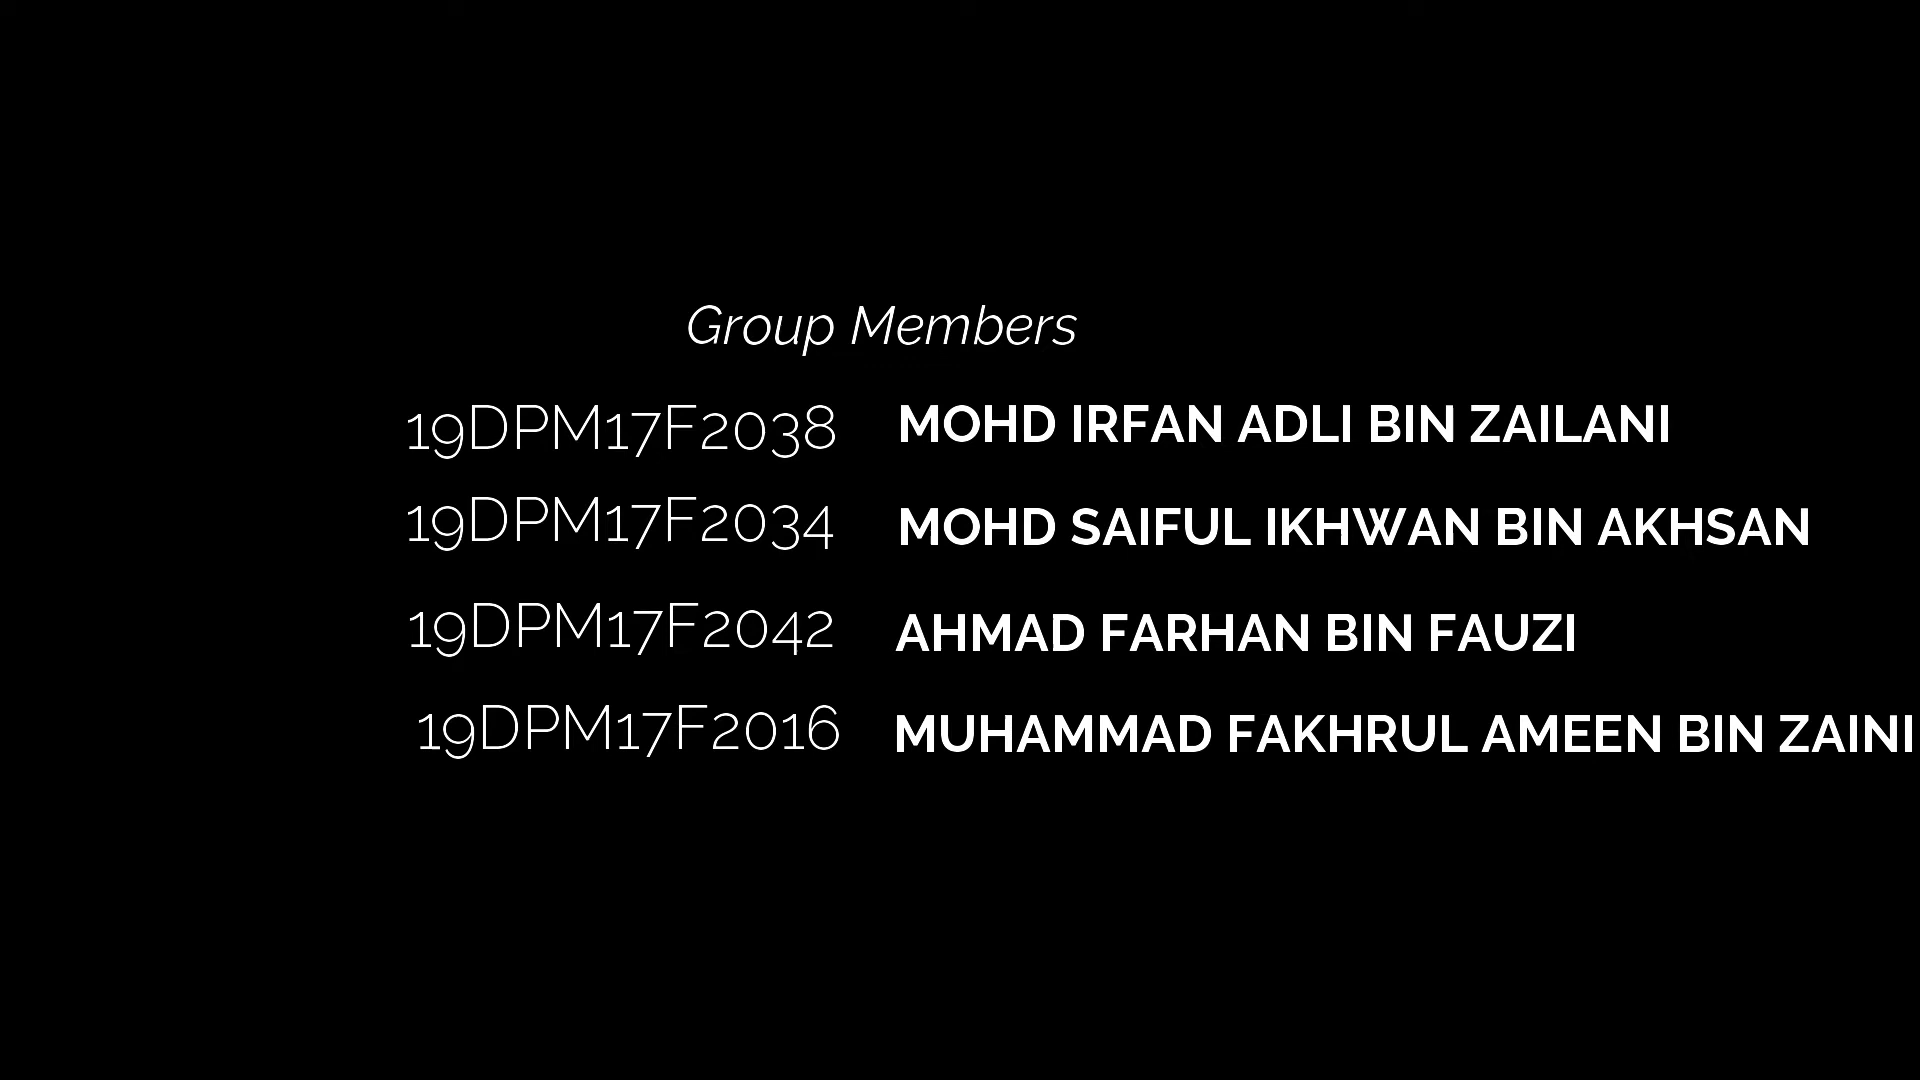 Group Members
19DPM17F2038 MOHD IRFAN ADLI BIN ZAILANI
19DPM17F2034 MOHD SAIFUL IKHWAN BIN AKHSAN
19DPM17F2042 AHMAD FARHAN BIN FAUZI
19DPM17F2016 MUHAMMAD FAKHRUL AMEEN BIN ZAINI